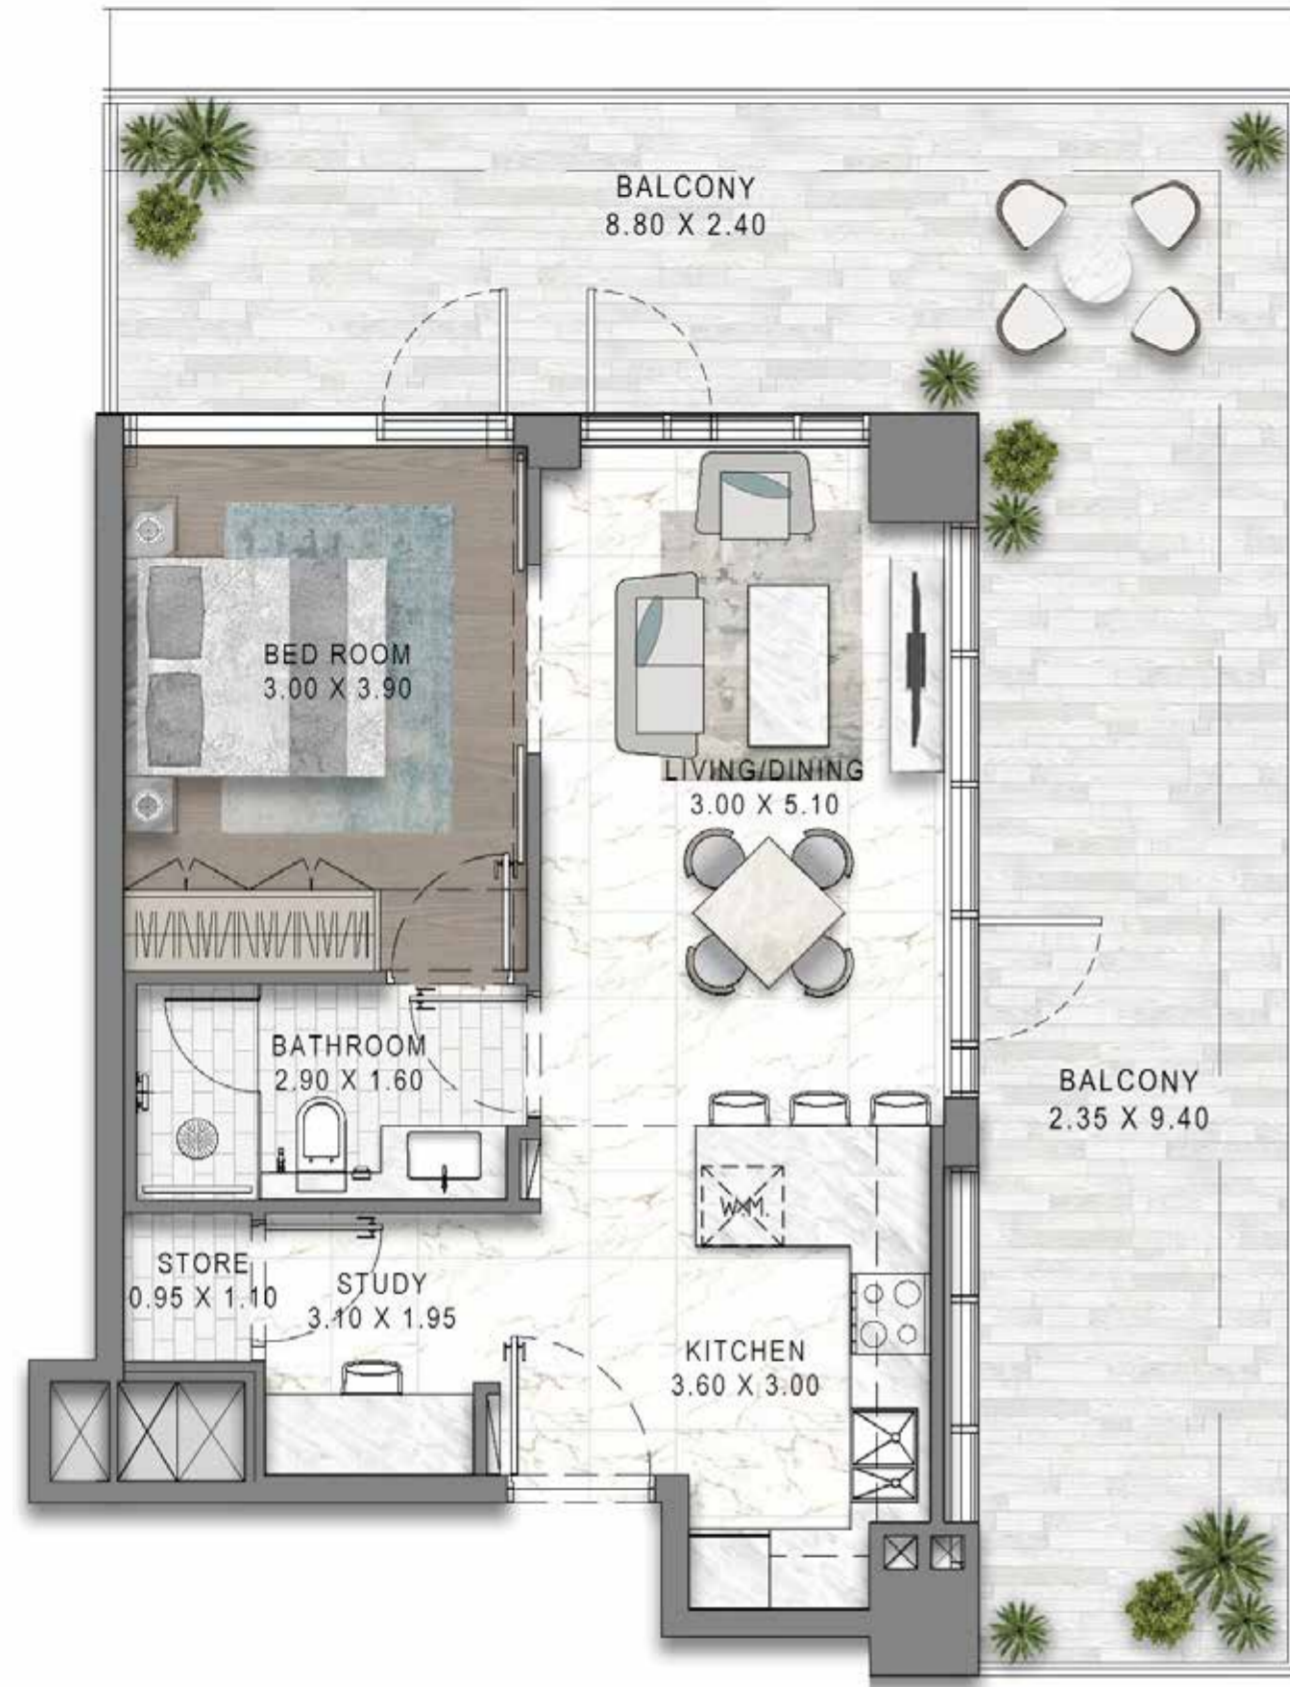 BALCONY
8.80 X 2.40
BED ROOM
3.00 X 3.90
LIVING/DINING
3.00 X 5.10
BATHROOM
2.90 X 1.60
BALCONY
2.35 X 9.40
W.M.
STORE
0.95 X 1.10
STUDY
3.10 X 1.95
KITCHEN
3.60 X 3.00